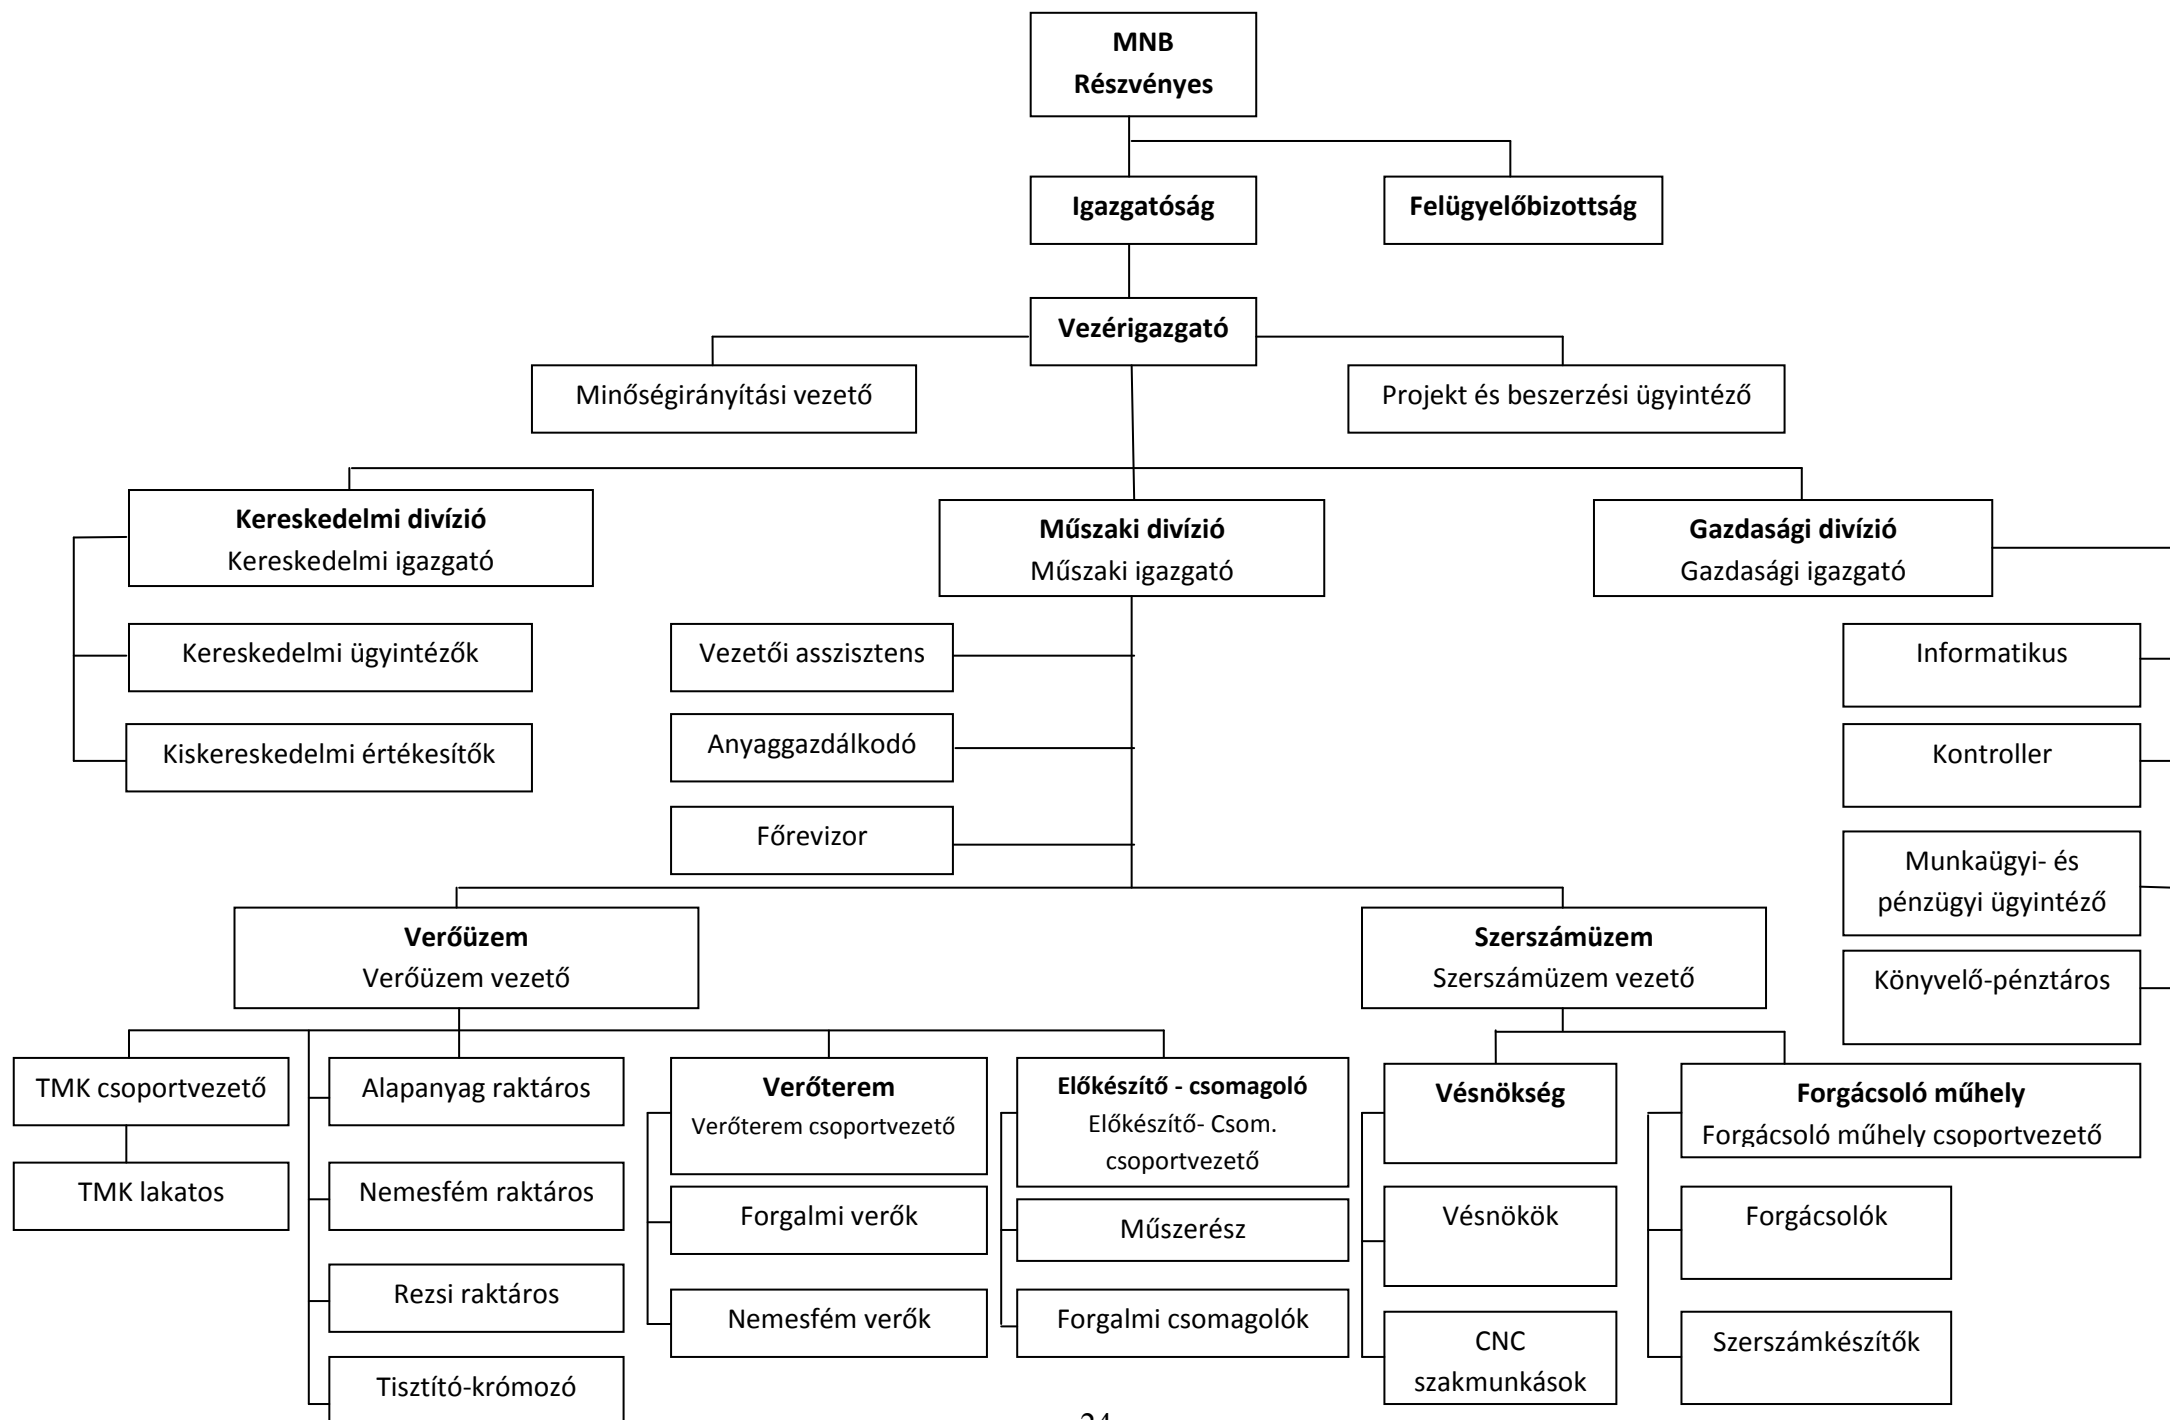 MNB
Részvényes
Igazgatóság
Felügyelőbizottság
Vezérigazgató
Minőségirányítási vezető
Projekt és beszerzési ügyintéző
Kereskedelmi divízió
Kereskedelmi igazgató
Műszaki divízió
Műszaki igazgató
Gazdasági divízió
Gazdasági igazgató
Kereskedelmi ügyintézők
Kiskereskedelmi értékesítők
Vezetői asszisztens
Anyaggazdálkodó
Főrevizor
Informatikus
Kontroller
Munkaügyi- és
pénzügyi ügyintéző
Könyvelő-pénztáros
Verőüzem
Verőüzem vezető
Szerszámüzem
Szerszámüzem vezető
TMK csoportvezető
TMK lakatos
Alapanyag raktáros
Nemesfém raktáros
Rezsi raktáros
Tisztító-krómozó
Verőterem
Verőterem csoportvezető
Forgalmi verők
Nemesfém verők
Előkészítő - csomagoló
Előkészítő- Csom.
csoportvezető
Műszerész
Forgalmi csomagolók
Vésnökség
Vésnökök
CNC
szakmunkások
Forgácsoló műhely
Forgácsoló műhely csoportvezető
Forgácsolók
Szerszámkészítők
24